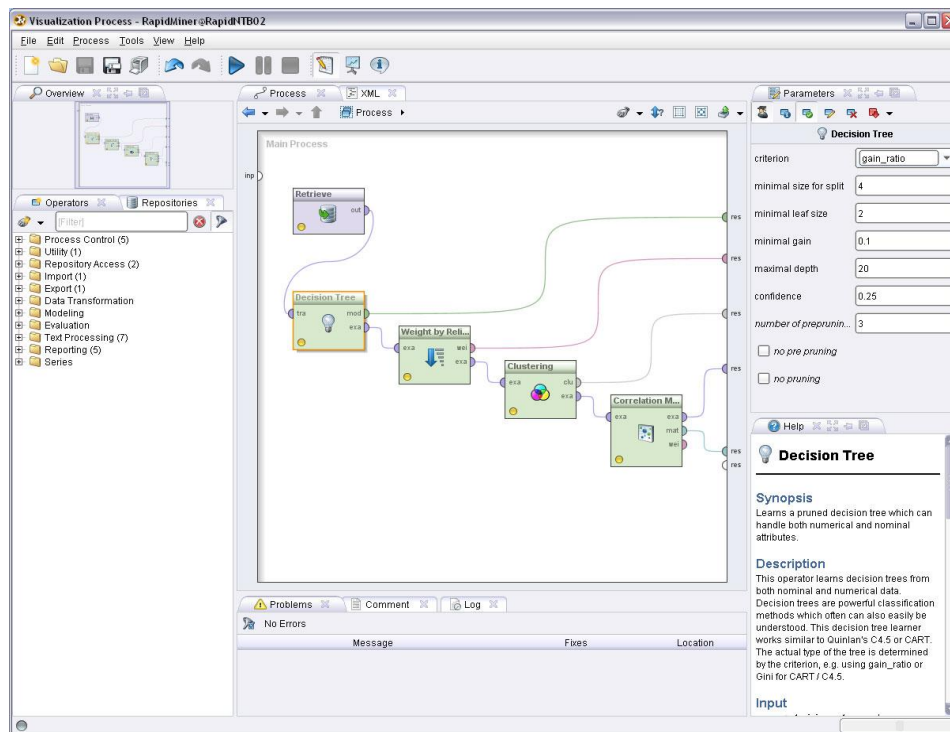 Visualization Process - RapidMiner@RapidNTB02
File Edit Process Tools View Help
Overview
Operators
Repositories
[Filter]
Process Control (5)
Utility (1)
Repository Access (2)
Import (1)
Export (1)
Data Transformation
Modeling
Evaluation
Text Processing (7)
Reporting (5)
Series
Process
XML
Process
Main Process
inp
Retrieve
out
Decision Tree
tra
mod
exa
Weight by Reli...
exa
wei
exa
Clustering
exa
clu
exa
Correlation M...
exa
exa
mat
wei
res
res
res
res
res
res
Problems
Comment
Log
No Errors
Message Fixes Location
Parameters
Decision Tree
criterion gain_ratio
minimal size for split 4
minimal leaf size 2
minimal gain 0.1
maximal depth 20
confidence 0.25
number of preprunin... 3
no pre pruning
no pruning
Help
Decision Tree
Synopsis
Learns a pruned decision tree which can
handle both numerical and nominal
attributes.
Description
This operator learns decision trees from
both nominal and numerical data.
Decision trees are powerful classification
methods which often can also easily be
understood. This decision tree learner
works similar to Quinlan's C4.5 or CART.
The actual type of the tree is determined
by the criterion, e.g. using gain_ratio or
Gini for CART / C4.5.
Input